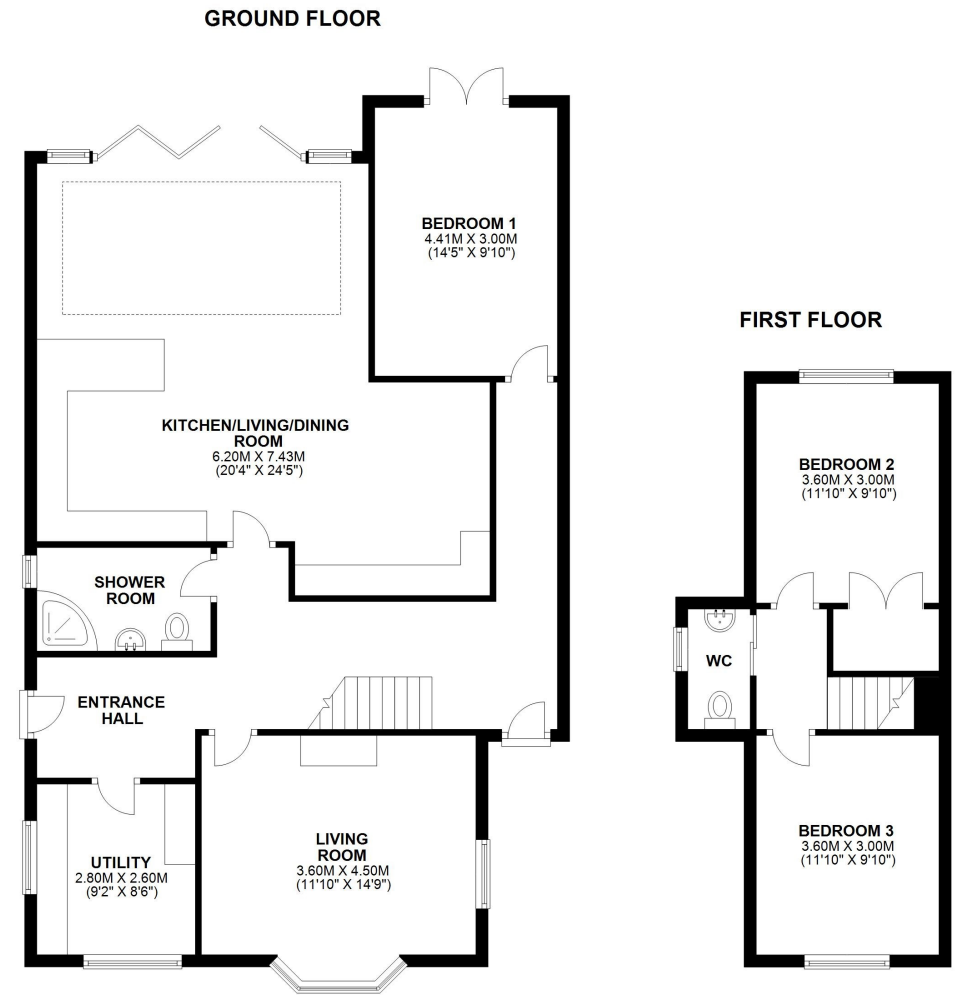 GROUND FLOOR
BEDROOM 1
4.41M X 3.00M
(14'5" X 9'10")
KITCHEN/LIVING/DINING
ROOM
6.20M X 7.43M
(20'4" X 24'5")
SHOWER
ROOM
ENTRANCE
HALL
UTILITY
2.80M X 2.60M
(9'2" X 8'6")
LIVING
ROOM
3.60M X 4.50M
(11'10" X 14'9")
FIRST FLOOR
BEDROOM 2
3.60M X 3.00M
(11'10" X 9'10")
WC
BEDROOM 3
3.60M X 3.00M
(11'10" X 9'10")